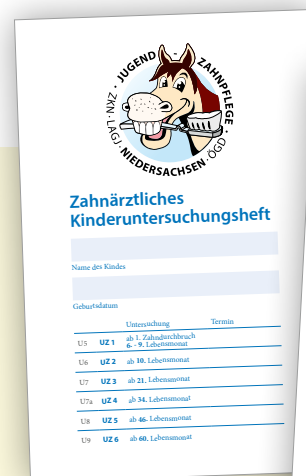 JUGEND - ZAHNPFLEGE
ZKN · LAGJ · NIEDERSACHSEN · ÖGD ·
Zahnärztliches
Kinderuntersuchungsheft
Name des Kindes
Geburtsdatum
Untersuchung Termin
U5 UZ 1 ab 1. Zahndurchbruch
6. - 9. Lebensmonat
U6 UZ 2 ab 10. Lebensmonat
U7 UZ 3 ab 21. Lebensmonat
U7a UZ 4 ab 34. Lebensmonat
U8 UZ 5 ab 46. Lebensmonat
U9 UZ 6 ab 60. Lebensmonat